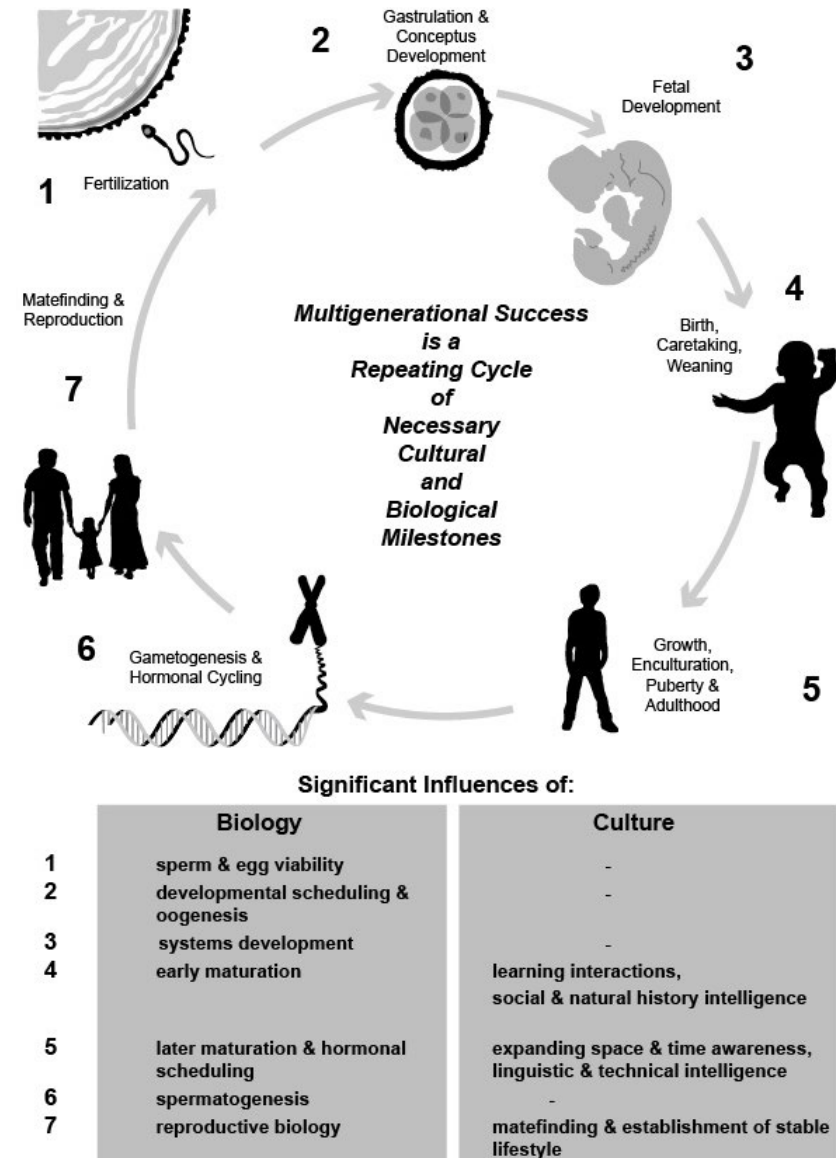 Gastrulation &
Conceptus
Development
2
3
Fetal
Development
1
Fertilization
4
Birth,
Caretaking,
Weaning
Matefinding &
Reproduction
7
Multigenerational Success
is a
Repeating Cycle
of
Necessary
Cultural
and
Biological
Milestones
6
Gametogenesis &
Hormonal Cycling
Growth,
Enculturation,
Puberty &
Adulthood
5
Significant Influences of:
Biology Culture
1 sperm & egg viability -
2 developmental scheduling & -
oogenesis
3 systems development -
4 early maturation learning interactions,
social & natural history intelligence
5 later maturation & hormonal expanding space & time awareness,
scheduling linguistic & technical intelligence
6 spermatogenesis -
7 reproductive biology matefinding & establishment of stable
lifestyle